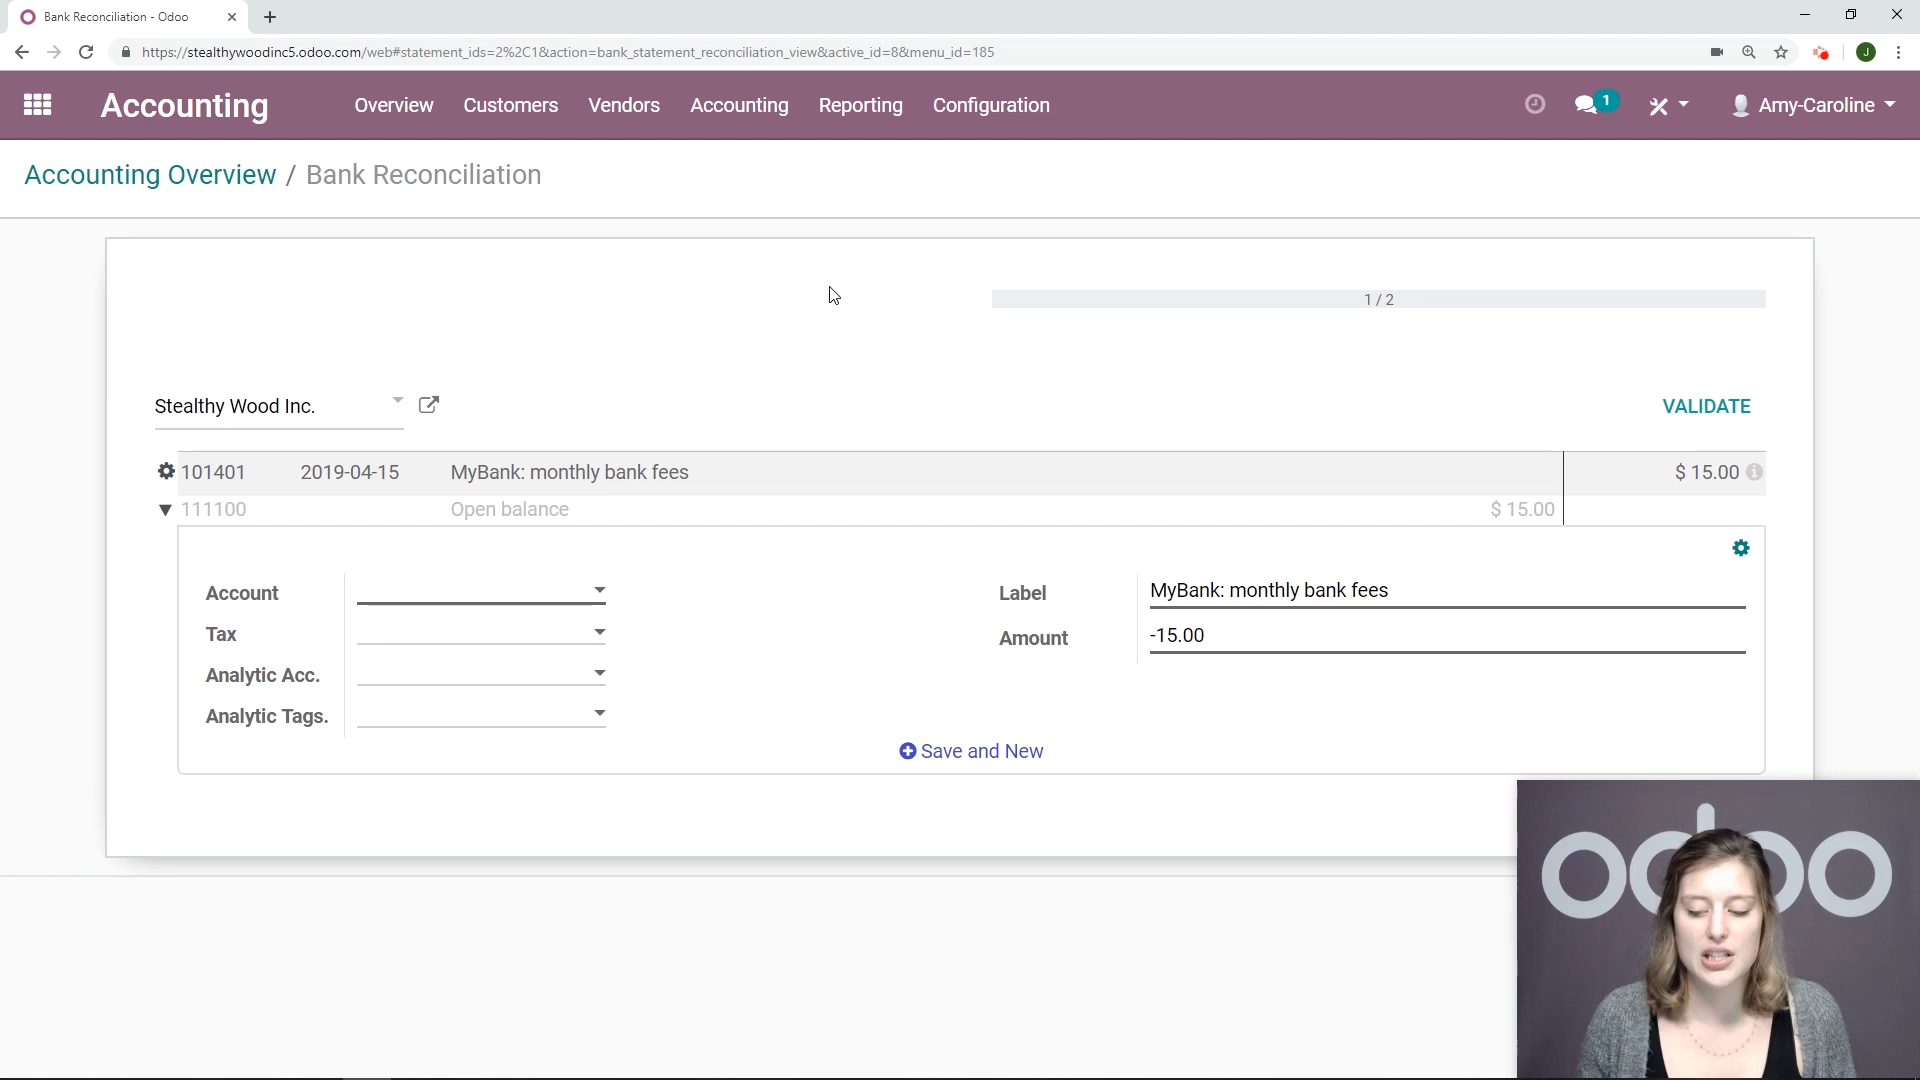 Bank Reconciliation - Odoo
https://stealthywoodinc5.odoo.com/web#statement_ids=2%2C1&action=bank_statement_reconciliation_view&active_id=8&menu_id=185
J
Accounting
Overview
Customers
Vendors
Accounting
Reporting
Configuration
1
Amy-Caroline
Accounting Overview / Bank Reconciliation
1 / 2
Stealthy Wood Inc.
VALIDATE
101401 2019-04-15 MyBank: monthly bank fees $ 15.00
111100 Open balance $ 15.00
Account
Label MyBank: monthly bank fees
Tax
Amount -15.00
Analytic Acc.
Analytic Tags.
Save and New
odoo